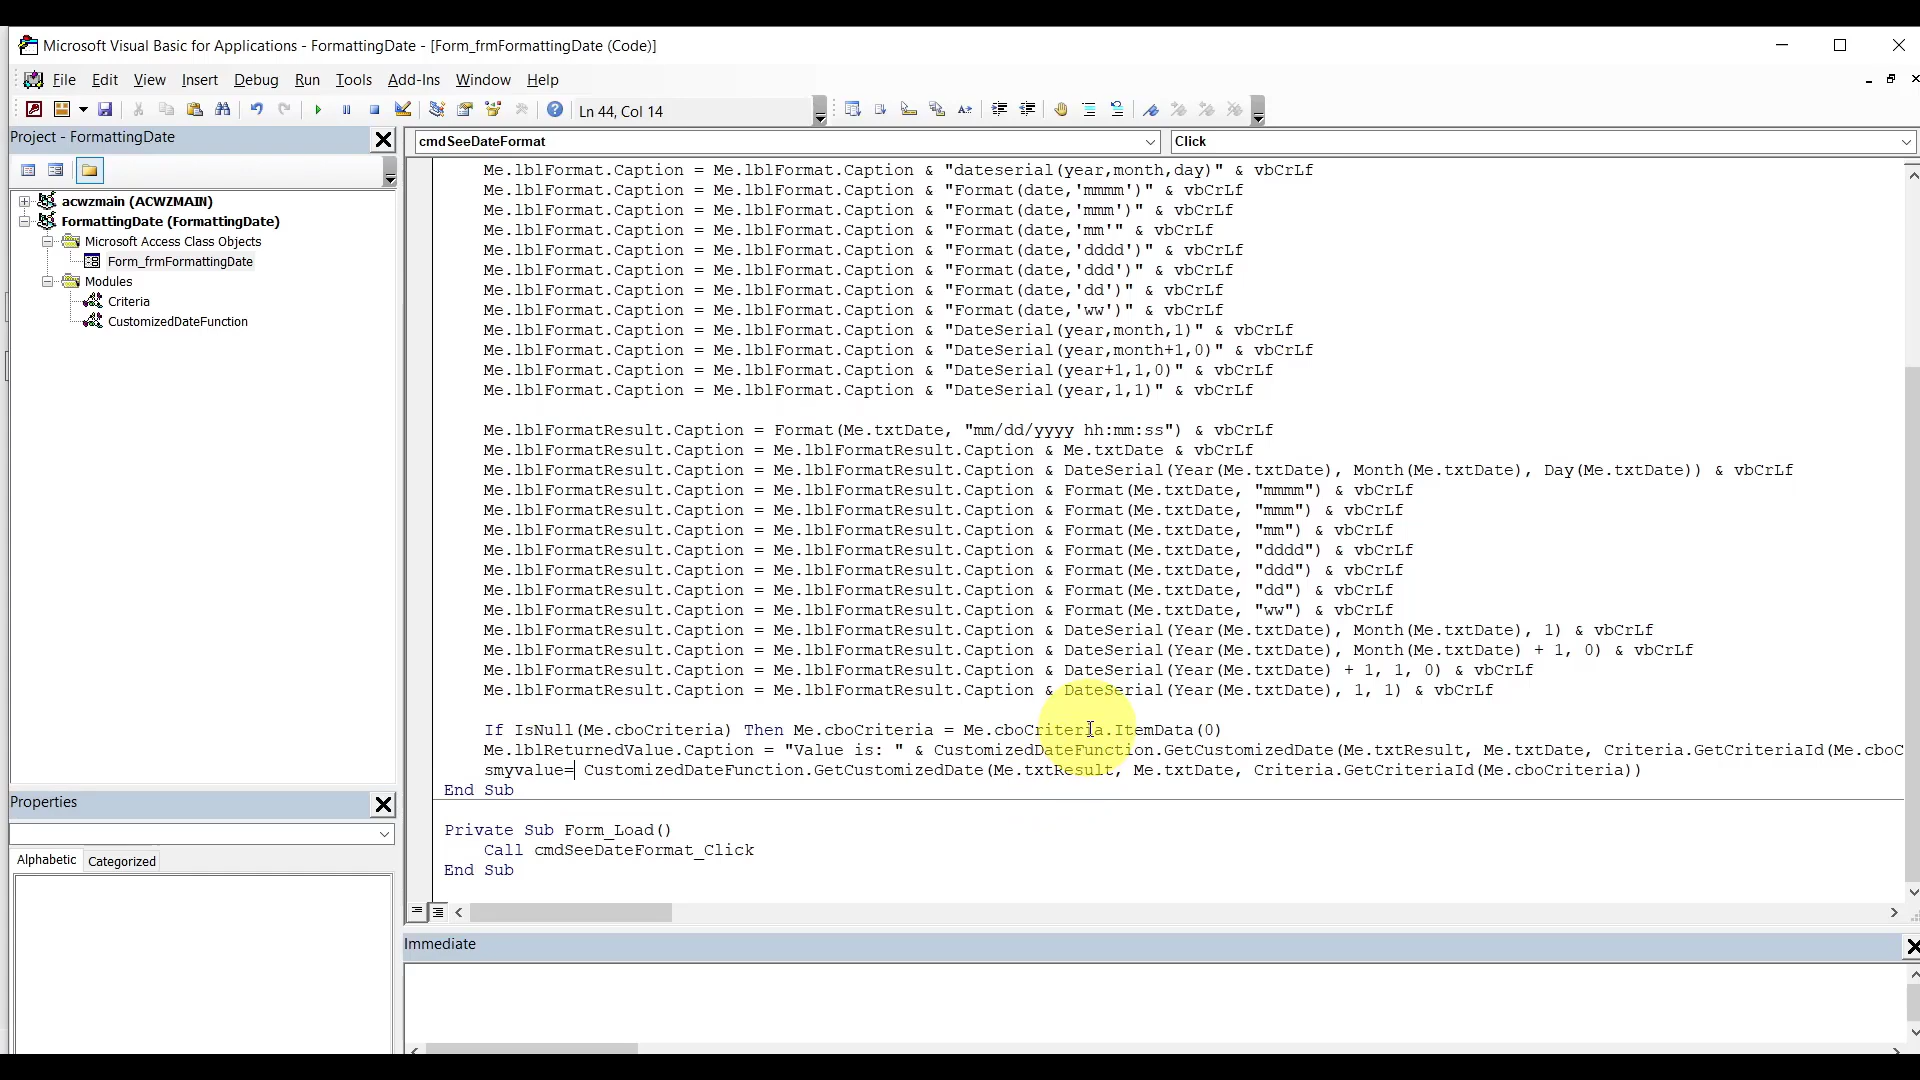 Microsoft Visual Basic for Applications - FormattingDate - [Form_frmFormattingDate (Code)]
File Edit View Insert Debug Run Tools Add-Ins Window Help
Ln 44, Col 14
Project - FormattingDate
cmdSeeDateFormat
Click
acwzmain (ACWZMAIN)
FormattingDate (FormattingDate)
Microsoft Access Class Objects
Form_frmFormattingDate
Modules
Criteria
CustomizedDateFunction
Me.lblFormat.Caption = Me.lblFormat.Caption & "dateserial(year,month,day)" & vbCrLf
Me.lblFormat.Caption = Me.lblFormat.Caption & "Format(date,'mmmm')" & vbCrLf
Me.lblFormat.Caption = Me.lblFormat.Caption & "Format(date,'mmm')" & vbCrLf
Me.lblFormat.Caption = Me.lblFormat.Caption & "Format(date,'mm'" & vbCrLf
Me.lblFormat.Caption = Me.lblFormat.Caption & "Format(date,'dddd')" & vbCrLf
Me.lblFormat.Caption = Me.lblFormat.Caption & "Format(date,'ddd')" & vbCrLf
Me.lblFormat.Caption = Me.lblFormat.Caption & "Format(date,'dd')" & vbCrLf
Me.lblFormat.Caption = Me.lblFormat.Caption & "Format(date,'ww')" & vbCrLf
Me.lblFormat.Caption = Me.lblFormat.Caption & "DateSerial(year,month,1)" & vbCrLf
Me.lblFormat.Caption = Me.lblFormat.Caption & "DateSerial(year,month+1,0)" & vbCrLf
Me.lblFormat.Caption = Me.lblFormat.Caption & "DateSerial(year+1,1,0)" & vbCrLf
Me.lblFormat.Caption = Me.lblFormat.Caption & "DateSerial(year,1,1)" & vbCrLf
Me.lblFormatResult.Caption = Format(Me.txtDate, "mm/dd/yyyy hh:mm:ss") & vbCrLf
Me.lblFormatResult.Caption = Me.lblFormatResult.Caption & Me.txtDate & vbCrLf
Me.lblFormatResult.Caption = Me.lblFormatResult.Caption & DateSerial(Year(Me.txtDate), Month(Me.txtDate), Day(Me.txtDate)) & vbCrLf
Me.lblFormatResult.Caption = Me.lblFormatResult.Caption & Format(Me.txtDate, "mmmm") & vbCrLf
Me.lblFormatResult.Caption = Me.lblFormatResult.Caption & Format(Me.txtDate, "mmm") & vbCrLf
Me.lblFormatResult.Caption = Me.lblFormatResult.Caption & Format(Me.txtDate, "mm") & vbCrLf
Me.lblFormatResult.Caption = Me.lblFormatResult.Caption & Format(Me.txtDate, "dddd") & vbCrLf
Me.lblFormatResult.Caption = Me.lblFormatResult.Caption & Format(Me.txtDate, "ddd") & vbCrLf
Me.lblFormatResult.Caption = Me.lblFormatResult.Caption & Format(Me.txtDate, "dd") & vbCrLf
Me.lblFormatResult.Caption = Me.lblFormatResult.Caption & Format(Me.txtDate, "ww") & vbCrLf
Me.lblFormatResult.Caption = Me.lblFormatResult.Caption & DateSerial(Year(Me.txtDate), Month(Me.txtDate), 1) & vbCrLf
Me.lblFormatResult.Caption = Me.lblFormatResult.Caption & DateSerial(Year(Me.txtDate), Month(Me.txtDate) + 1, 0) & vbCrLf
Me.lblFormatResult.Caption = Me.lblFormatResult.Caption & DateSerial(Year(Me.txtDate) + 1, 1, 0) & vbCrLf
Me.lblFormatResult.Caption = Me.lblFormatResult.Caption & DateSerial(Year(Me.txtDate), 1, 1) & vbCrLf
If IsNull(Me.cboCriteria) Then Me.cboCriteria = Me.cboCriteria.ItemData(0)
Me.lblReturnedValue.Caption = "Value is: " & CustomizedDateFunction.GetCustomizedDate(Me.txtResult, Me.txtDate, Criteria.GetCriteriaId(Me.cboC
smyvalue= CustomizedDateFunction.GetCustomizedDate(Me.txtResult, Me.txtDate, Criteria.GetCriteriaId(Me.cboCriteria))
End Sub
Private Sub Form_Load()
Call cmdSeeDateFormat_Click
End Sub
Properties
Alphabetic Categorized
Immediate